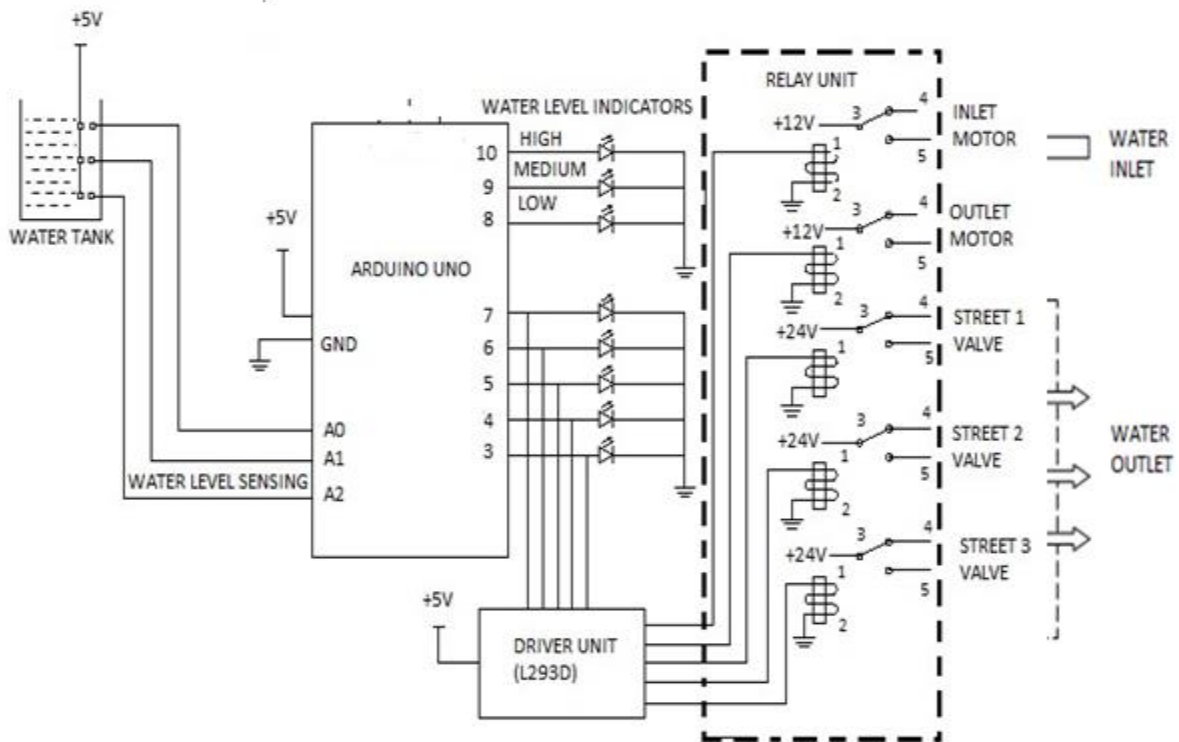 +5V
WATER TANK
+5V
ARDUINO UNO
GND
A0
A1
A2
WATER LEVEL SENSING
WATER LEVEL INDICATORS
10
HIGH
9
MEDIUM
8
LOW
7
6
5
4
3
+5V
DRIVER UNIT
(L293D)
RELAY UNIT
+12V
3
4
INLET
MOTOR
1
5
2
+12V
3
4
OUTLET
MOTOR
1
5
2
+24V
3
4
STREET 1
VALVE
1
5
+24V
3
4
STREET 2
VALVE
1
5
2
+24V
3
4
STREET 3
VALVE
1
5
2
WATER
INLET
WATER
OUTLET